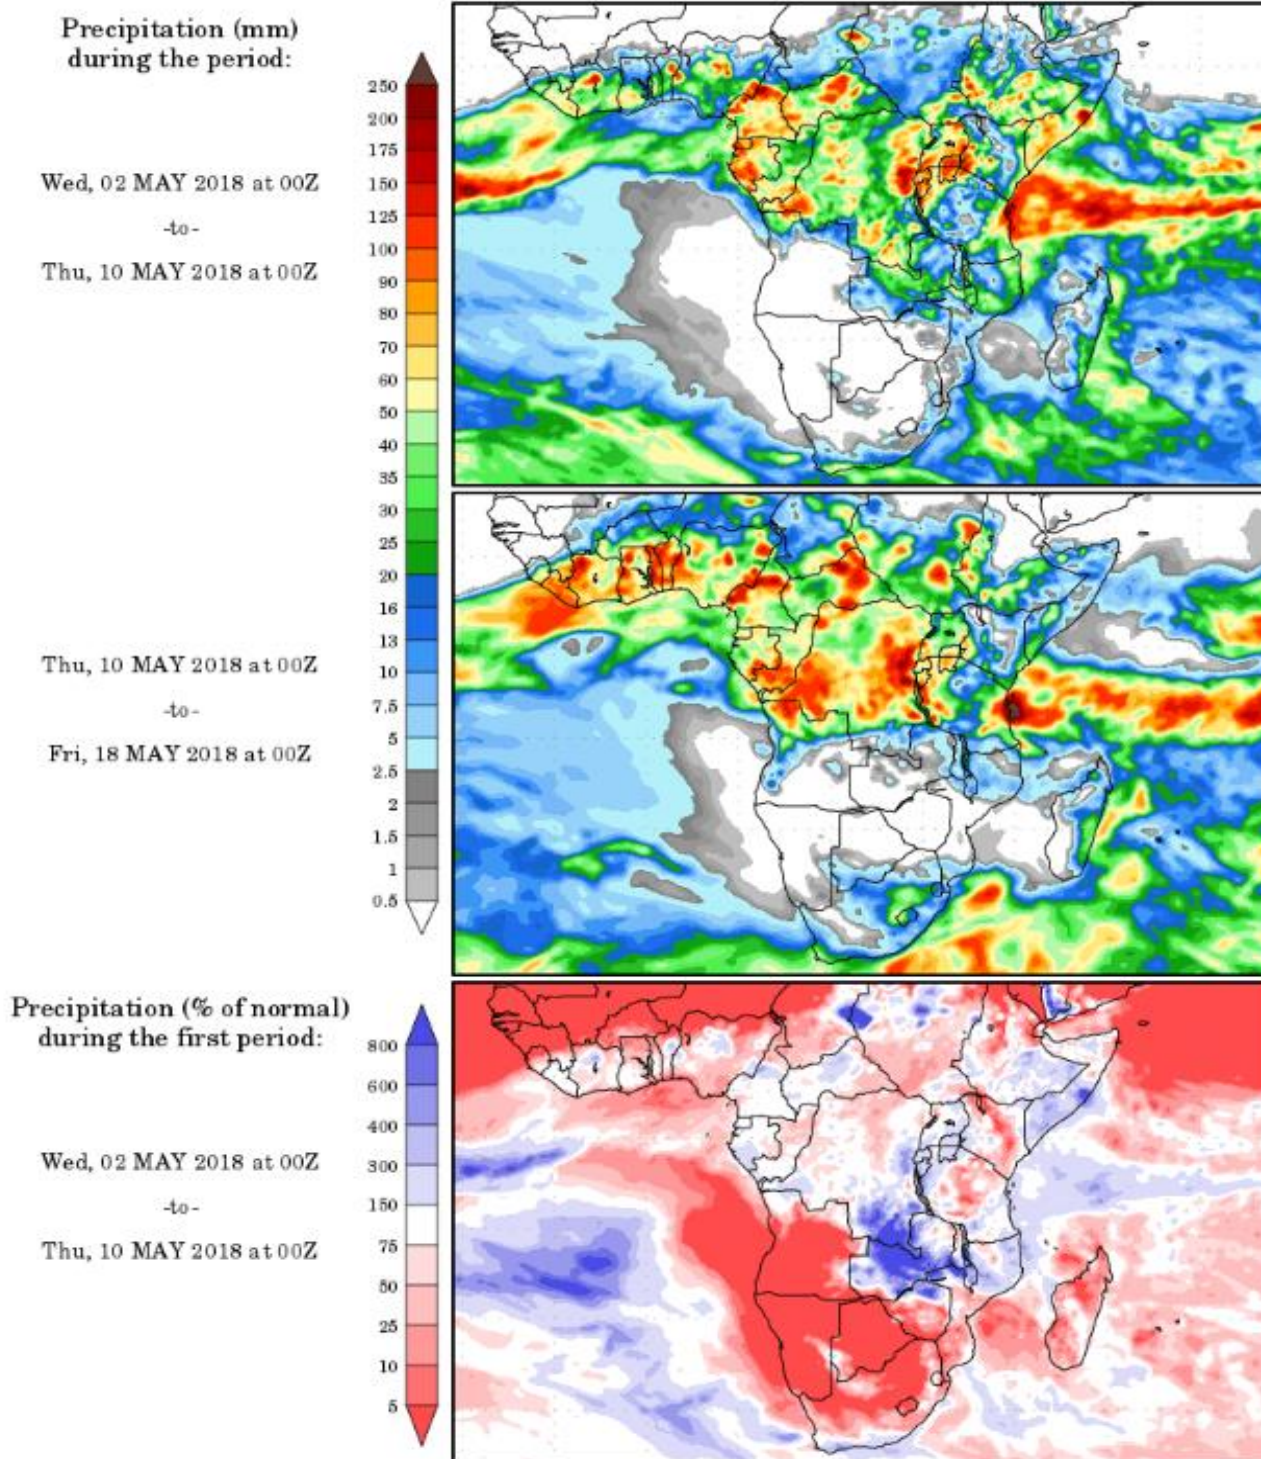 Precipitation (mm)
during the period:
250
200
175
150
125
100
90
80
70
60
50
40
35
30
25
20
16
13
10
7.5
5
2.5
2
1.5
1
0.5
Wed, 02 MAY 2018 at 00Z
-to-
Thu, 10 MAY 2018 at 00Z
Thu, 10 MAY 2018 at 00Z
-to-
Fri, 18 MAY 2018 at 00Z
Precipitation (% of normal)
during the first period:
800
600
400
300
150
75
50
25
10
5
Wed, 02 MAY 2018 at 00Z
-to-
Thu, 10 MAY 2018 at 00Z